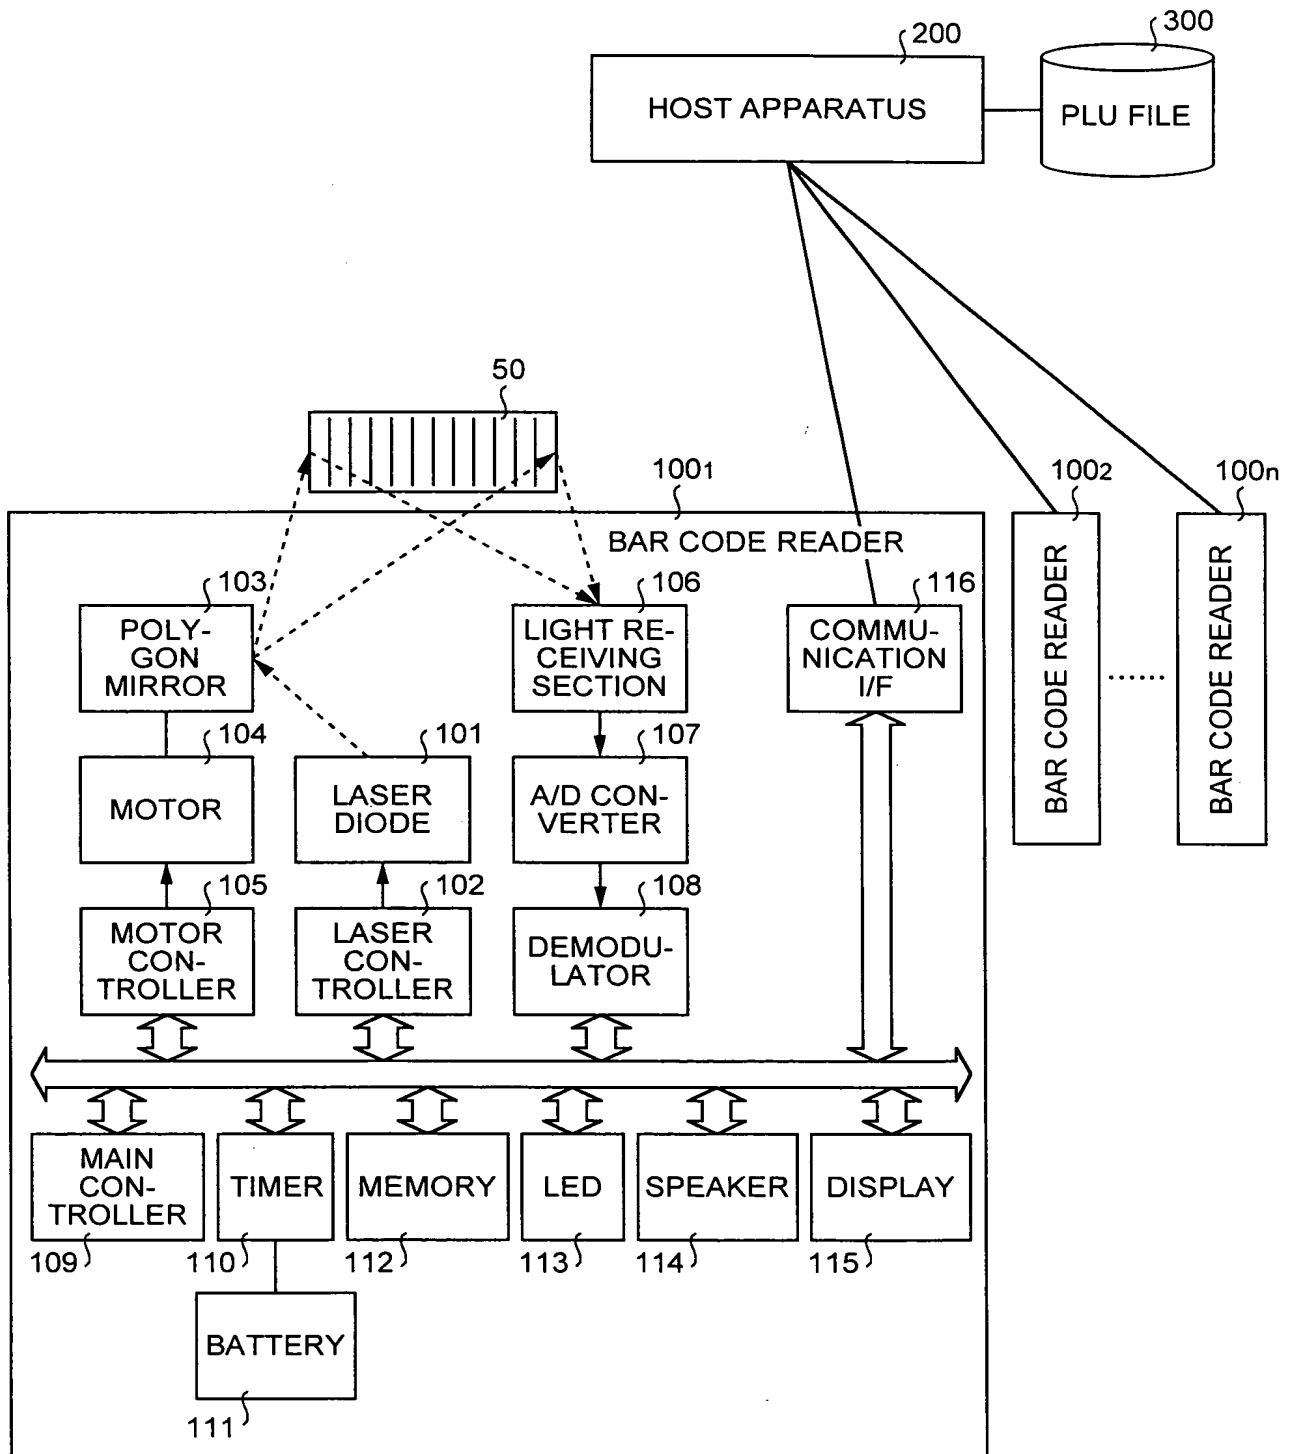 200
300
HOST APPARATUS
PLU FILE
50
100₁
100₂
100n
BAR CODE READER
BAR CODE READER
......
BAR CODE READER
103
106
116
POLY-
GON
MIRROR
LIGHT RE-
CEIVING
SECTION
COMMU-
NICATION
I/F
104
101
107
MOTOR
LASER
DIODE
A/D CON-
VERTER
105
102
108
MOTOR
CON-
TROLLER
LASER
CON-
TROLLER
DEMODU-
LATOR
MAIN
CON-
TROLLER
TIMER
MEMORY
LED
SPEAKER
DISPLAY
109
110
112
113
114
115
BATTERY
111